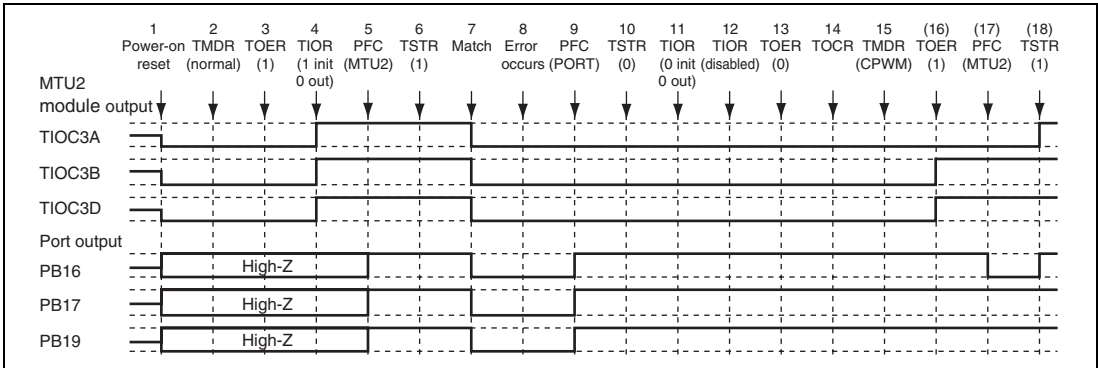 1 2 3 4 5 6 7 8 9 10 11 12 13 14 15 (16) (17) (18)
Power-on TMDR TOER TIOR PFC TSTR Match Error PFC TSTR TIOR TIOR TOER TOCR TMDR TOER PFC TSTR
reset (normal) (1) (1 init (MTU2) (1) occurs (PORT) (0) (0 init (disabled) (0) (CPWM) (1) (MTU2) (1)
0 out) 0 out)
MTU2
module output
TIOC3A
TIOC3B
TIOC3D
Port output
PB16 High-Z
PB17 High-Z
PB19 High-Z